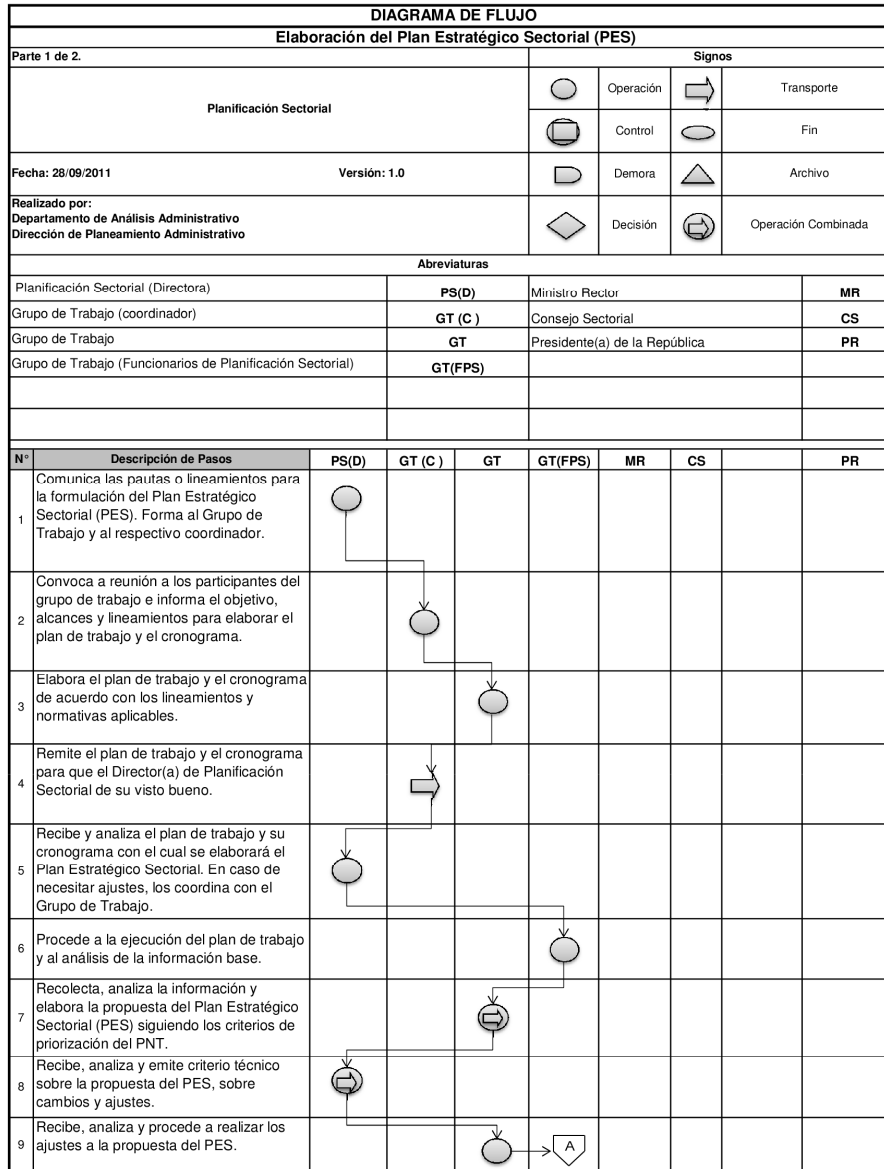 DIAGRAMA DE FLUJO
Elaboración del Plan Estratégico Sectorial (PES)
Parte 1 de 2.
Signos
Planificación Sectorial
Operación
Transporte
Control
Fin
Fecha: 28/09/2011
Versión: 1.0
Demora
Archivo
Realizado por:
Departamento de Análisis Administrativo
Dirección de Planeamiento Administrativo
Decisión
Operación Combinada
Abreviaturas
Planificación Sectorial (Directora)
PS(D)
Ministro Rector
MR
Grupo de Trabajo (coordinador)
GT (C )
Consejo Sectorial
CS
Grupo de Trabajo
GT
Presidente(a) de la República
PR
Grupo de Trabajo (Funcionarios de Planificación Sectorial)
GT(FPS)
N° Descripción de Pasos PS(D) GT (C ) GT GT(FPS) MR CS PR
1
Comunica las pautas o lineamientos para
la formulación del Plan Estratégico
Sectorial (PES). Forma al Grupo de
Trabajo y al respectivo coordinador.
2
Convoca a reunión a los participantes del
grupo de trabajo e informa el objetivo,
alcances y lineamientos para elaborar el
plan de trabajo y el cronograma.
3
Elabora el plan de trabajo y el cronograma
de acuerdo con los lineamientos y
normativas aplicables.
4
Remite el plan de trabajo y el cronograma
para que el Director(a) de Planificación
Sectorial de su visto bueno.
5
Recibe y analiza el plan de trabajo y su
cronograma con el cual se elaborará el
Plan Estratégico Sectorial. En caso de
necesitar ajustes, los coordina con el
Grupo de Trabajo.
6
Procede a la ejecución del plan de trabajo
y al análisis de la información base.
7
Recolecta, analiza la información y
elabora la propuesta del Plan Estratégico
Sectorial (PES) siguiendo los criterios de
priorización del PNT.
8
Recibe, analiza y emite criterio técnico
sobre la propuesta del PES, sobre
cambios y ajustes.
9
Recibe, analiza y procede a realizar los
ajustes a la propuesta del PES.
A